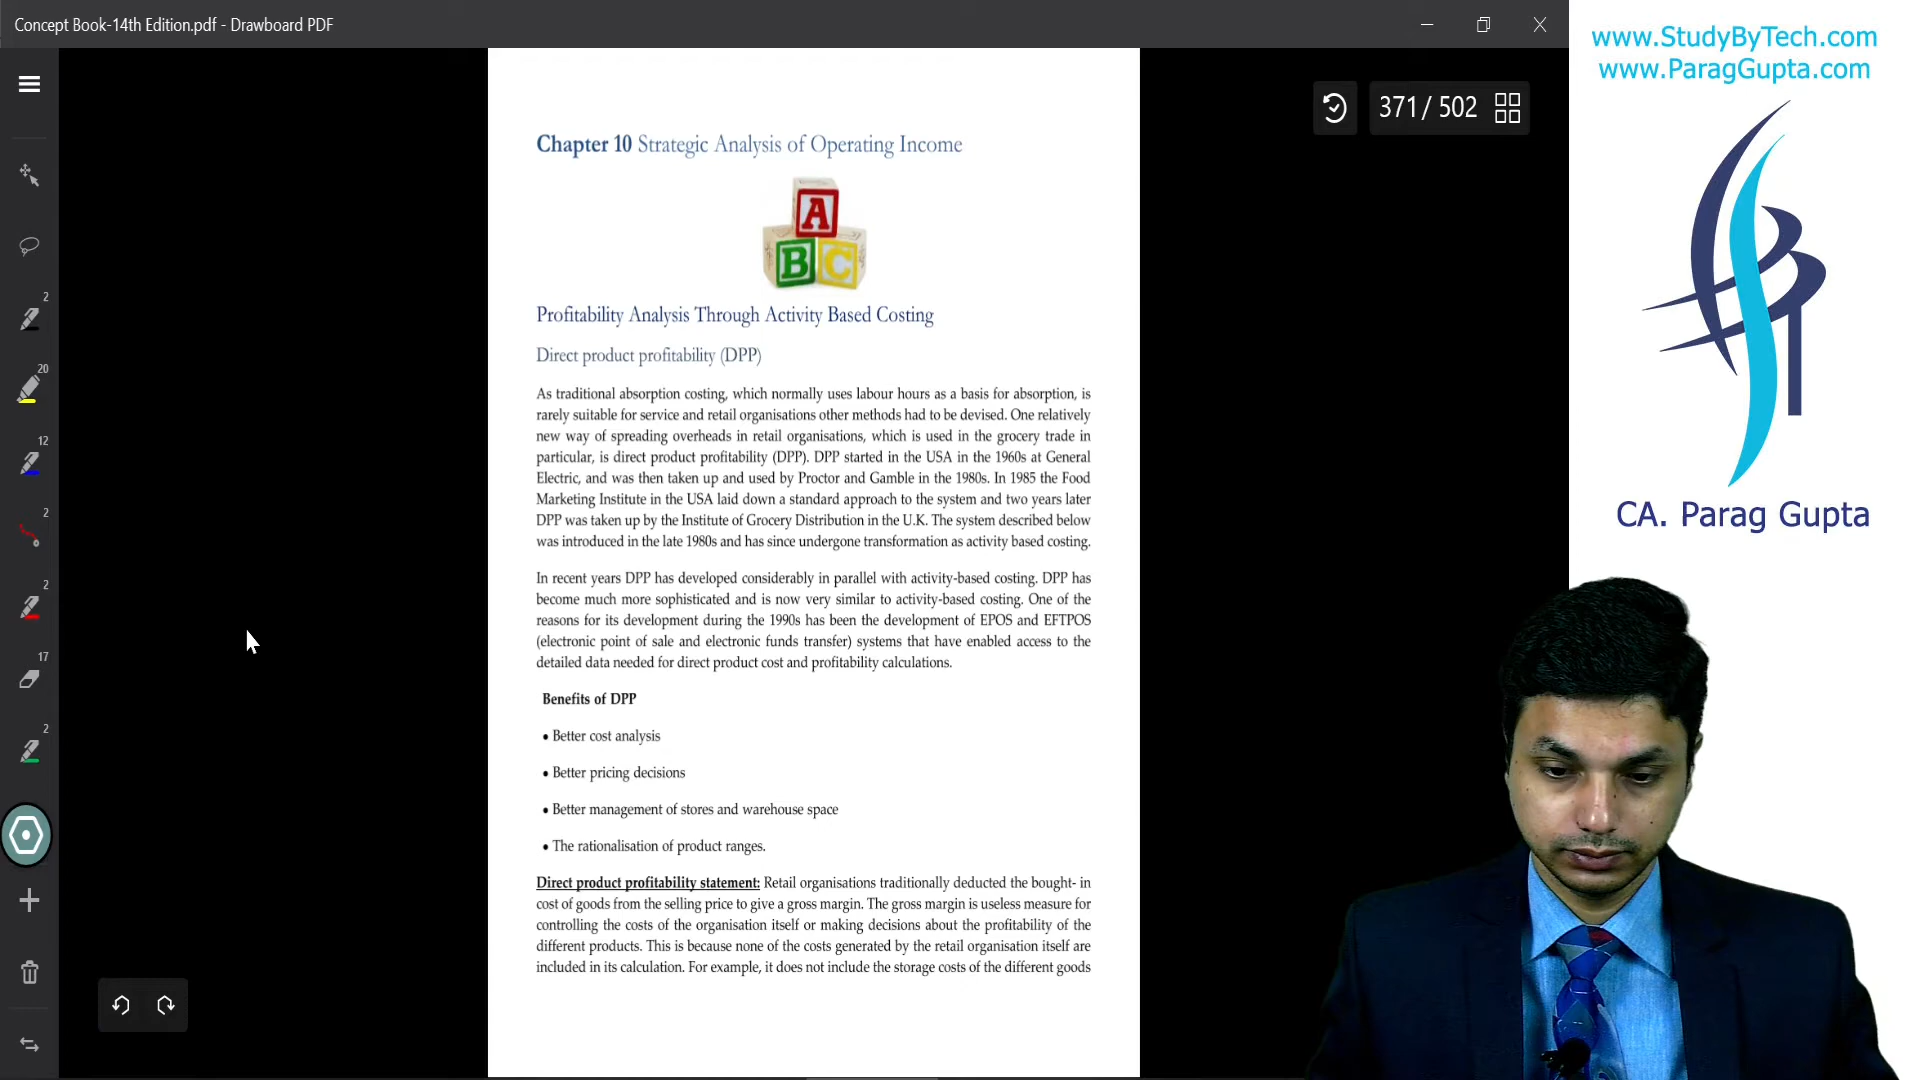 Concept Book-14th Edition.pdf - Drawboard PDF
www.StudyByTech.com
www.ParagGupta.com
371 / 502
Chapter 10 Strategic Analysis of Operating Income
A
B C
Profitability Analysis Through Activity Based Costing
Direct product profitability (DPP)
As traditional absorption costing, which normally uses labour hours as a basis for absorption, is
rarely suitable for service and retail organisations other methods had to be devised. One relatively
new way of spreading overheads in retail organisations, which is used in the grocery trade in
particular, is direct product profitability (DPP). DPP started in the USA in the 1960s at General
Electric, and was then taken up and used by Proctor and Gamble in the 1980s. In 1985 the Food
Marketing Institute in the USA laid down a standard approach to the system and two years later
DPP was taken up by the Institute of Grocery Distribution in the U.K. The system described below
was introduced in the late 1980s and has since undergone transformation as activity based costing.
In recent years DPP has developed considerably in parallel with activity-based costing. DPP has
become much more sophisticated and is now very similar to activity-based costing. One of the
reasons for its development during the 1990s has been the development of EPOS and EFTPOS
(electronic point of sale and electronic funds transfer) systems that have enabled access to the
detailed data needed for direct product cost and profitability calculations.
Benefits of DPP
• Better cost analysis
• Better pricing decisions
• Better management of stores and warehouse space
• The rationalisation of product ranges.
Direct product profitability statement: Retail organisations traditionally deducted the bought- in
cost of goods from the selling price to give a gross margin. The gross margin is useless measure for
controlling the costs of the organisation itself or making decisions about the profitability of the
different products. This is because none of the costs generated by the retail organisation itself are
included in its calculation. For example, it does not include the storage costs of the different goods
CA. Parag Gupta
2
20
12
2
2
17
2